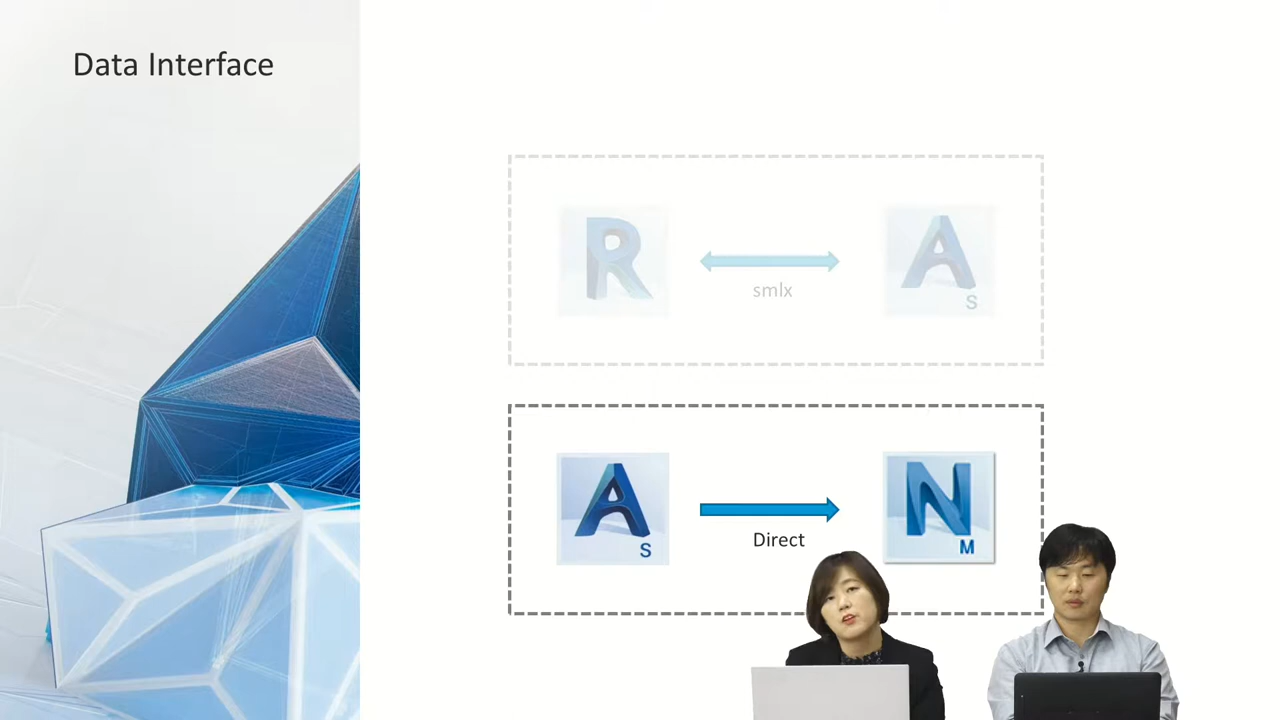 Data Interface
R
A
S
smlx
A
S
N
M
Direct